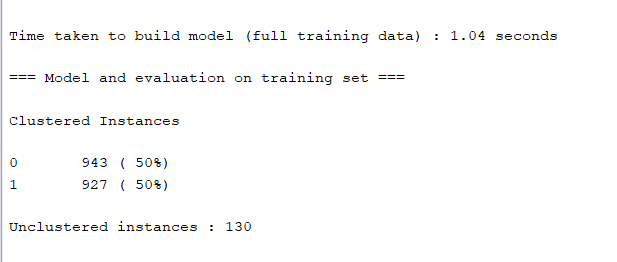 Time taken to build model (full training data) : 1.04 seconds
=== Model and evaluation on training set ===
Clustered Instances
0       943 ( 50%)
1       927 ( 50%)
Unclustered instances : 130